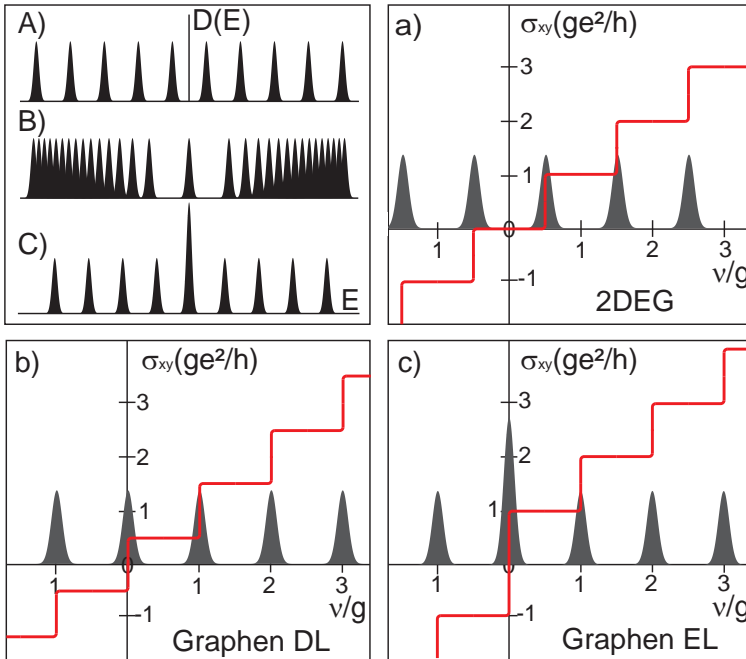 A)
D(E)
B)
C)
E
a)
σxy(ge²/h)
3
2
1
0
-1
1
1
2
3
ν/g
2DEG
b)
σxy(ge²/h)
3
2
1
0
-1
1
1
2
3
ν/g
Graphen DL
c)
σxy(ge²/h)
3
2
1
0
-1
1
1
2
3
ν/g
Graphen EL